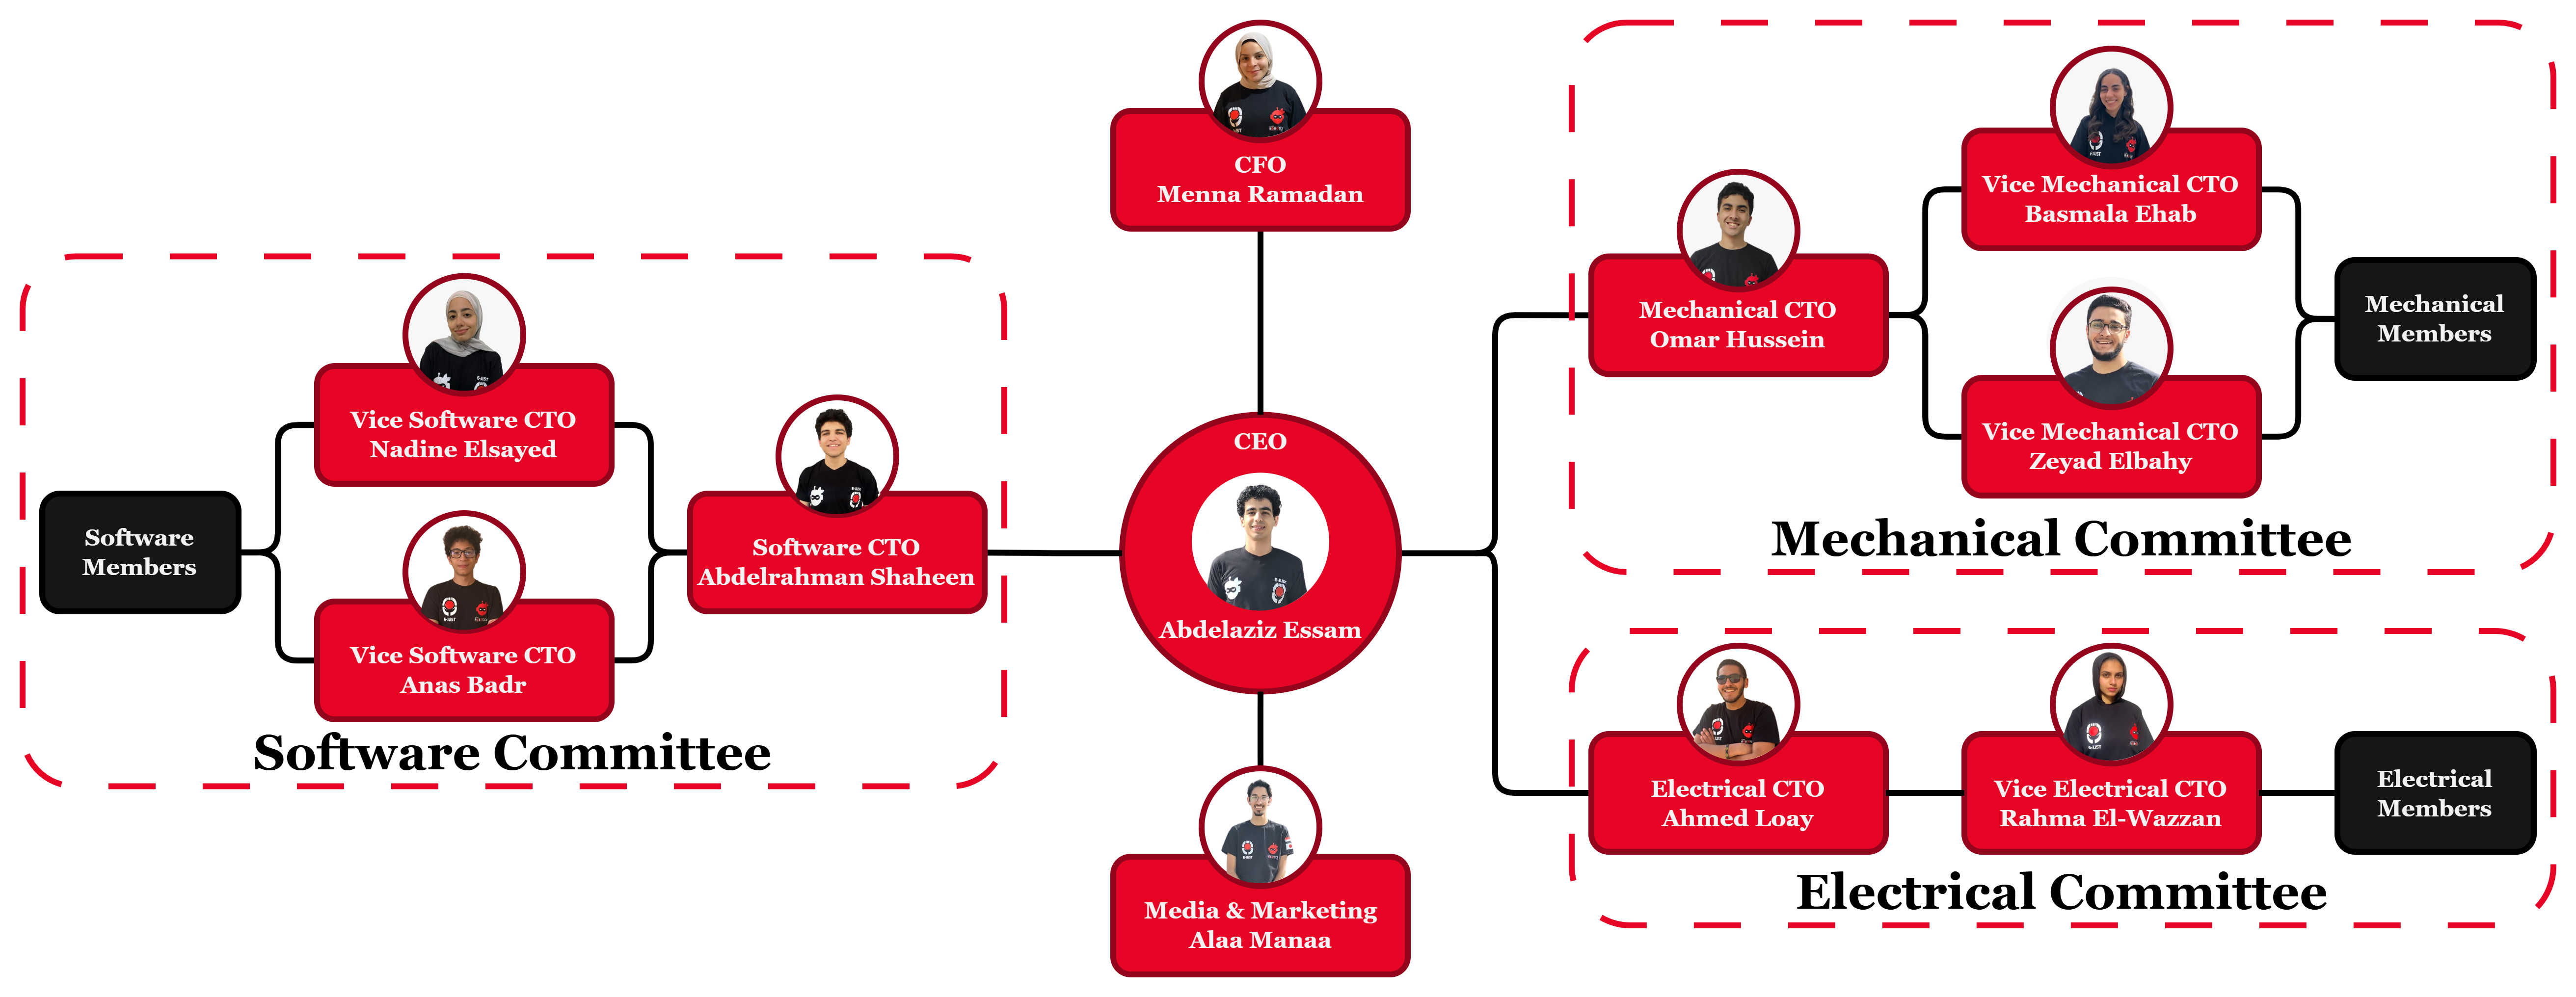 CFO
Menna Ramadan
Vice Mechanical CTO
Basmala Ehab
Mechanical CTO
Omar Hussein
Mechanical
Members
Vice Mechanical CTO
Zeyad Elbahy
Mechanical Committee
Vice Software CTO
Nadine Elsayed
Software
Members
Software CTO
Abdelrahman Shaheen
Vice Software CTO
Anas Badr
Software Committee
CEO
Abdelaziz Essam
Electrical CTO
Ahmed Loay
Vice Electrical CTO
Rahma El-Wazzan
Electrical
Members
Electrical Committee
Media & Marketing
Alaa Manaa